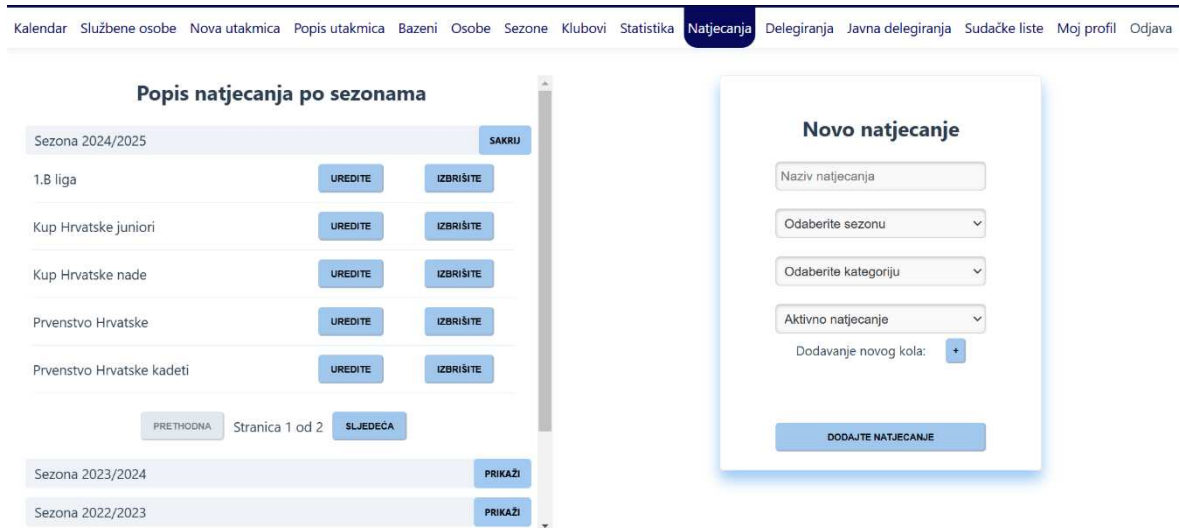 Kalendar Službene osobe Nova utakmica Popis utakmica Bazeni Osobe Sezone Klubovi Statistika Natjecanja Delegiranja Javna delegiranja Sudačke liste Moj profil Odjava
Popis natjecanja po sezonama
Sezona 2024/2025 SAKRIJ
1.B liga UREDITE IZBRIŠITE
Kup Hrvatske juniori UREDITE IZBRIŠITE
Kup Hrvatske nade UREDITE IZBRIŠITE
Prvenstvo Hrvatske UREDITE IZBRIŠITE
Prvenstvo Hrvatske kadeti UREDITE IZBRIŠITE
PRETHODNA Stranica 1 od 2 SLJEDEĆA
Sezona 2023/2024 PRIKAŽI
Sezona 2022/2023 PRIKAŽI
Novo natjecanje
Naziv natjecanja
Odaberite sezonu
Odaberite kategoriju
Aktivno natjecanje
Dodavanje novog kola: +
DODAJTE NATJECANJE